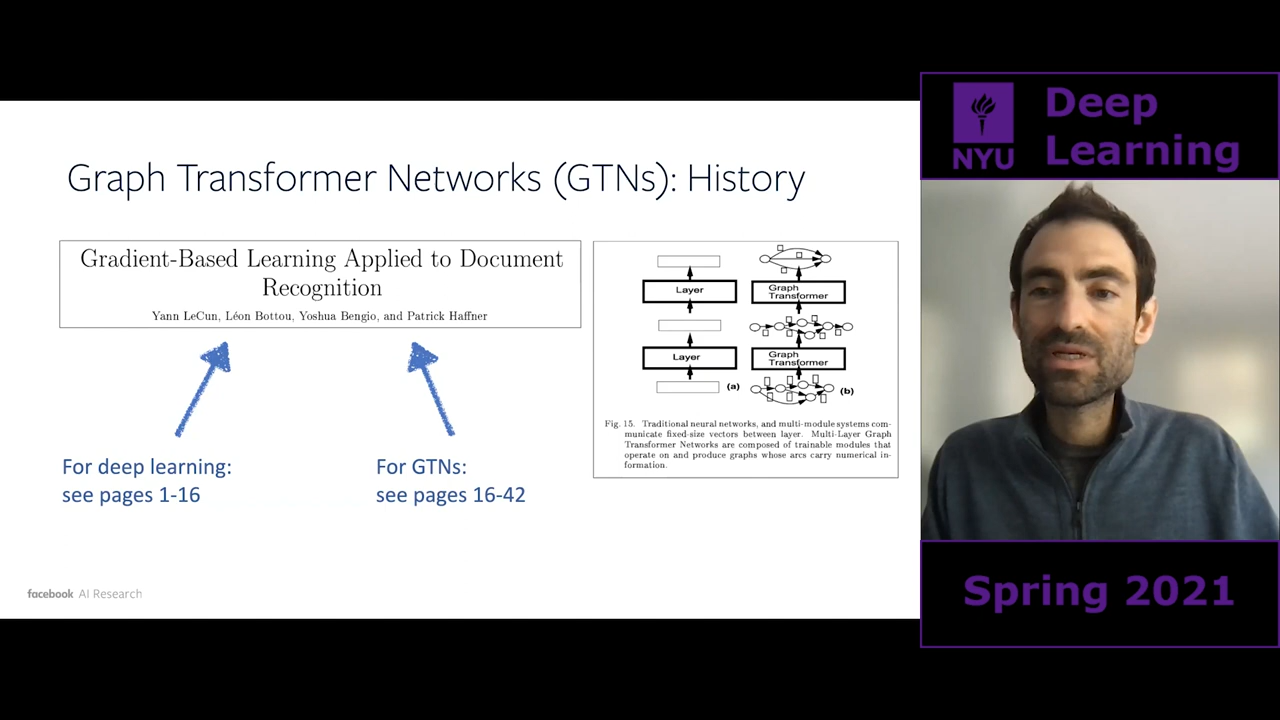 Graph Transformer Networks (GTNs): History
Gradient-Based Learning Applied to Document
Recognition
Yann LeCun, Léon Bottou, Yoshua Bengio, and Patrick Haffner
For deep learning:
see pages 1-16
For GTNs:
see pages 16-42
Layer
Graph
Transformer
Layer
Graph
Transformer
(a)
(b)
Fig. 15. Traditional neural networks, and multi-module systems com-
municate fixed-size vectors between layer. Multi-Layer Graph
Transformer Networks are composed of trainable modules that
operate on and produce graphs whose arcs carry numerical in-
formation.
facebook AI Research
NYU
Deep
Learning
Spring 2021